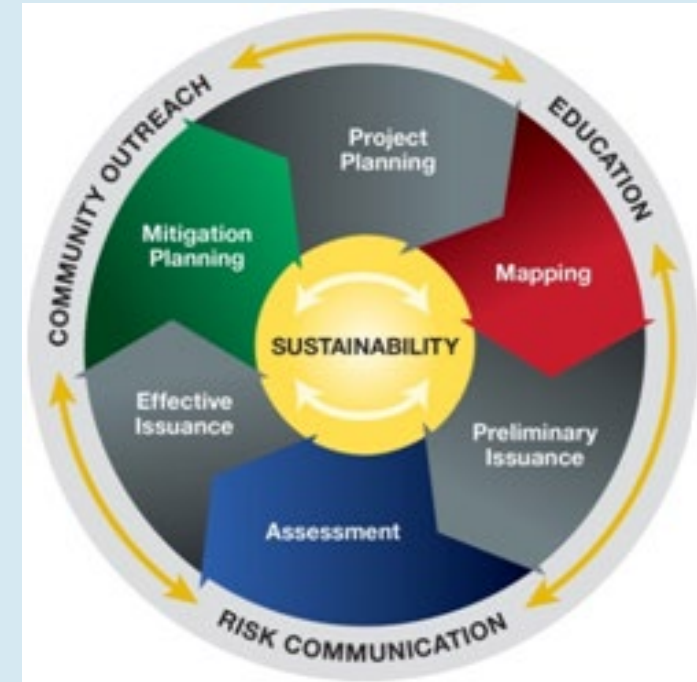 COMMUNITY OUTREACH
EDUCATION
Project
Planning
Mitigation
Planning
Mapping
SUSTAINABILITY
Effective
Issuance
Preliminary
Issuance
Assessment
RISK COMMUNICATION